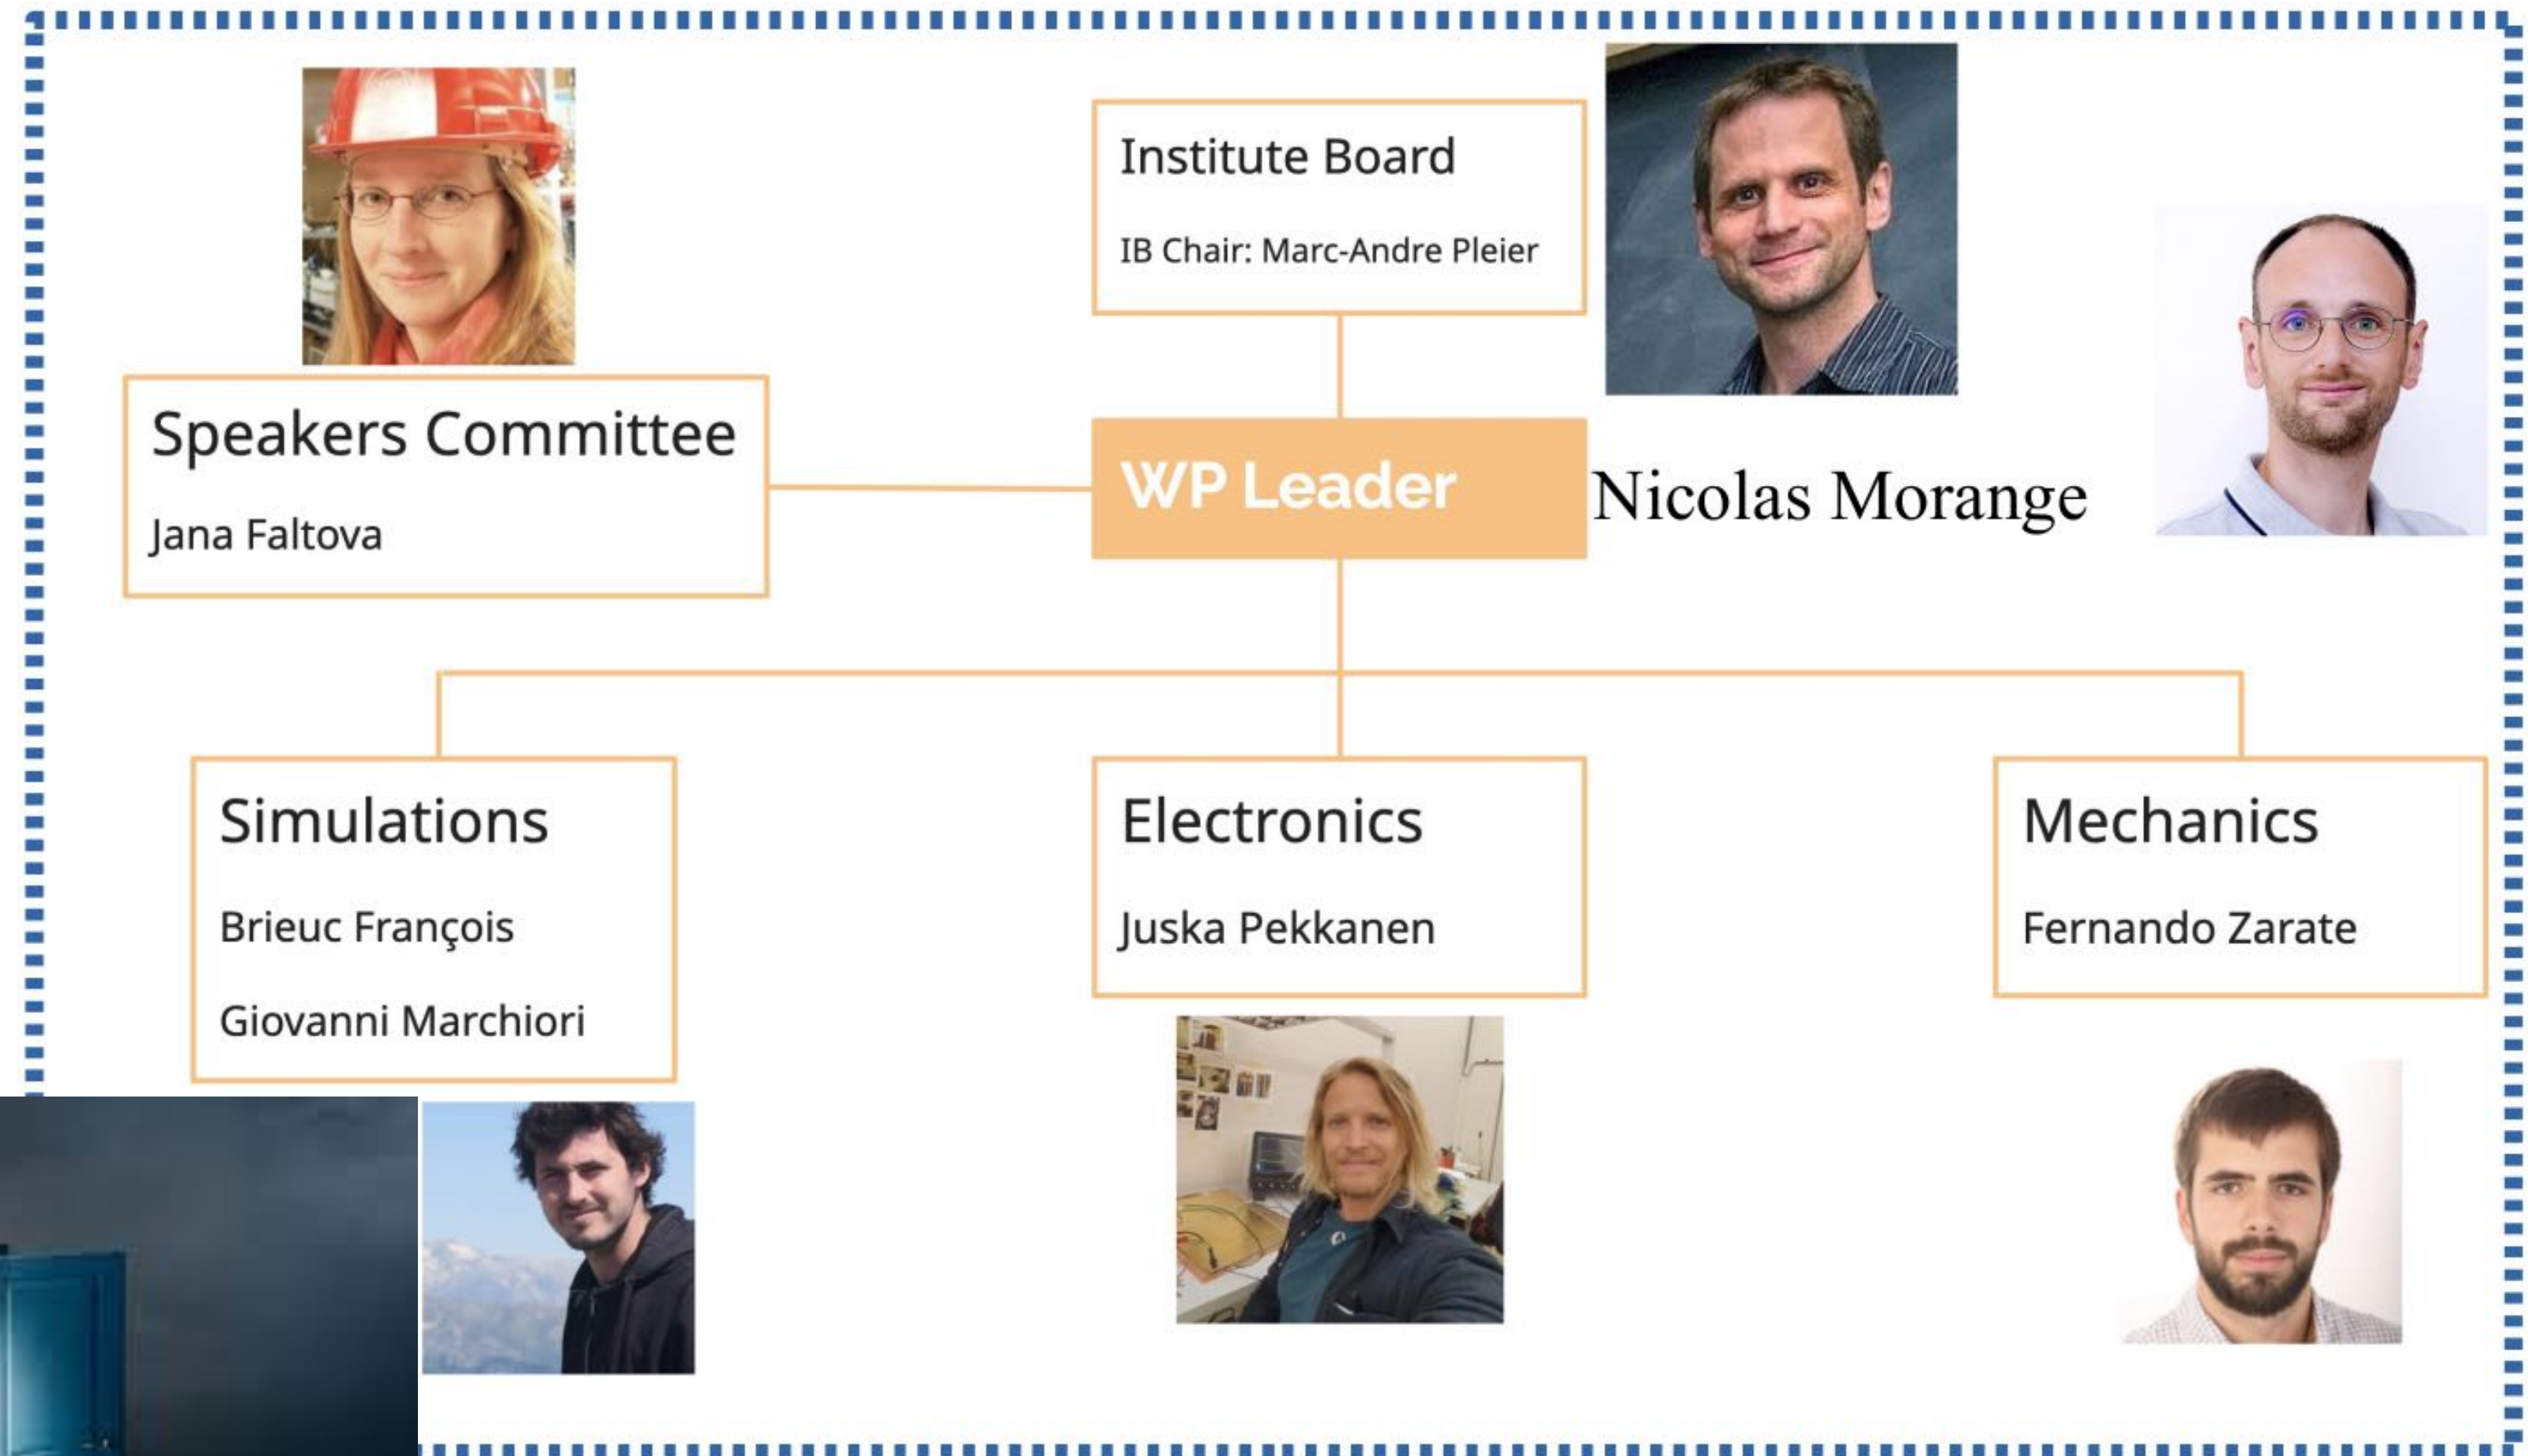 Institute Board
IB Chair: Marc-Andre Pleier
Speakers Committee
Jana Faltova
WP Leader
Nicolas Morange
Simulations
Brieuc François
Giovanni Marchiori
Electronics
Juska Pekkanen
Mechanics
Fernando Zarate